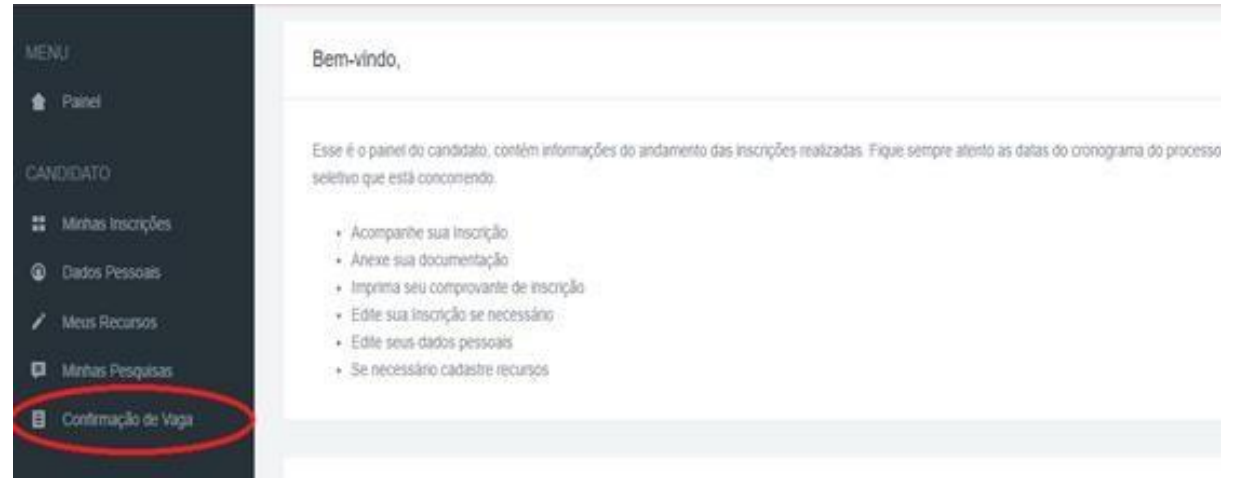 MENU
Painel
CANDIDATO
Minhas Inscrições
Dados Pessoais
Meus Recursos
Minhas Pesquisas
Confirmação de Vaga
Bem-vindo,
Esse é o painel do candidato, contém informações do andamento das inscrições realizadas. Fique sempre atento as datas do cronograma do processo
seletivo que está concorrendo.
• Acompanhe sua Inscrição
• Anexe sua documentação
• Imprima seu comprovante de inscrição
• Edite sua Inscrição se necessário
• Edite seus dados pessoais
• Se necessário cadastre recursos